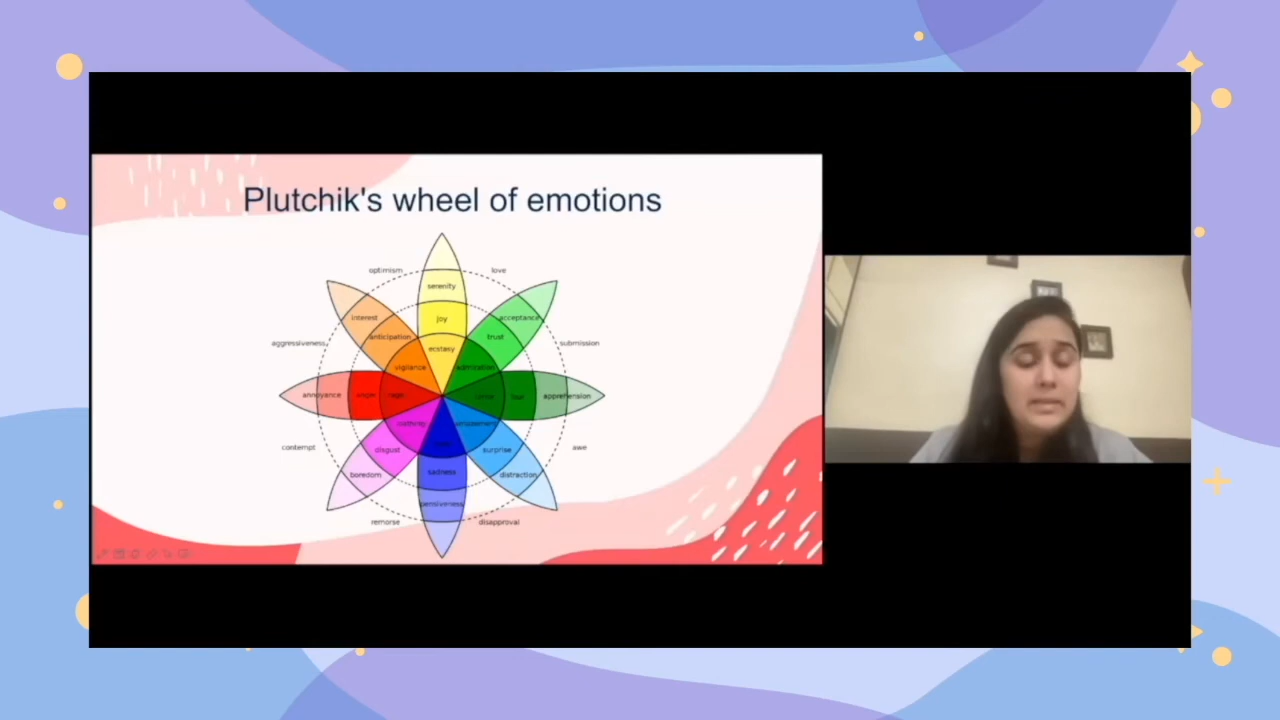 Plutchik's wheel of emotions
optimism
love
serenity
interest
joy
acceptance
anticipation
trust
aggressiveness
submission
ecstasy
vigilance
admiration
annoyance
anger
rage
terror
fear
apprehension
loathing
amazement
contempt
disgust
surprise
awe
sadness
boredom
distraction
pensiveness
remorse
disapproval